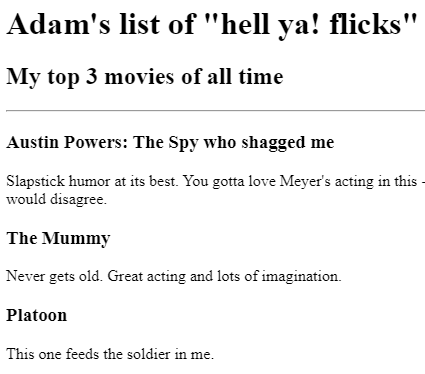 Adam's list of "hell ya! flicks"
My top 3 movies of all time
Austin Powers: The Spy who shagged me
Slapstick humor at its best. You gotta love Meyer's acting in this -
would disagree.
The Mummy
Never gets old. Great acting and lots of imagination.
Platoon
This one feeds the soldier in me.